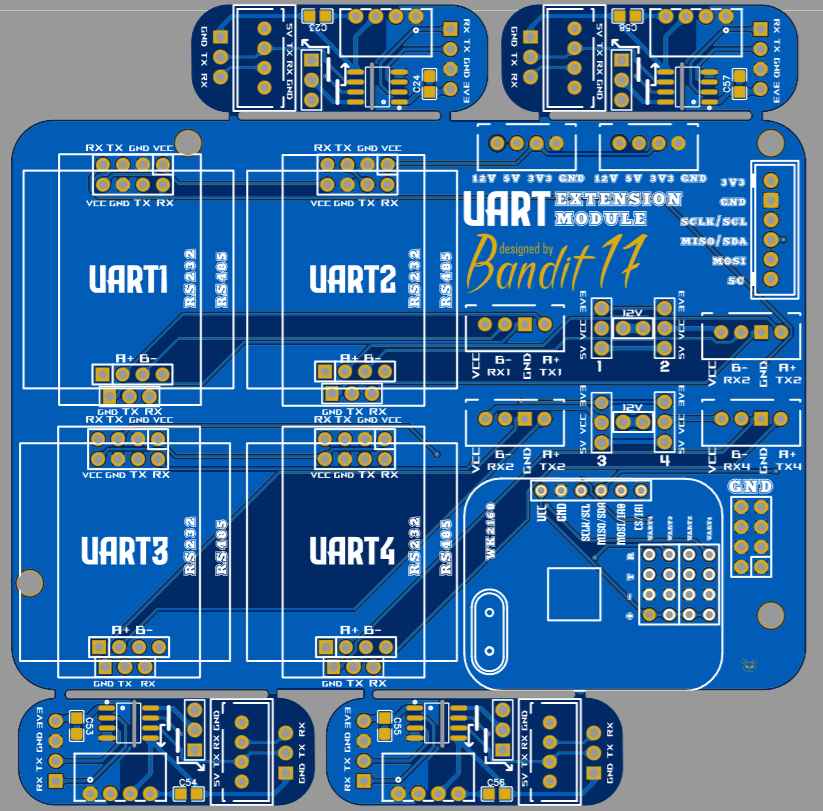 GND TX RX
5V TX RX GND
C23
C24
RX TX GND 3V3
GND TX RX
5V TX RX GND
C58
C57
RX TX GND 3V3
RX TX GND VCC
VCC GND TX RX
RX TX GND VCC
VCC GND TX RX
12V 5V 3V3 GND
12V 5V 3V3 GND
UART EXTENSION
MODULE
designed by
Bandit 17
3V3
GND
SCLK/SCL
MISO/SDA
MOSI
SC
UART1
RS232
RS485
UART2
RS232
RS485
A+ B-
GND TX RX
A+ B-
GND TX RX
VCC B- GND A+
RX1 TX1
3V3 VCC 5V
12V
3V3 VCC 5V
1 2
VCC B- GND A+
RX2 TX2
RX TX GND VCC
VCC GND TX RX
RX TX GND VCC
VCC GND TX RX
VCC B- GND A+
RX2 TX2
3V3 VCC 5V
12V
3V3 VCC 5V
3 4
VCC B- GND A+
RX4 TX4
UART3
RS232
RS485
UART4
RS232
RS485
WK2168
VCC
GND
SCLK/SCL
MISO/SDA
MOSI/IA0
CS/IA1
GND
UART4
UART3
UART2
UART1
R
T
-
+
A+ B-
GND TX RX
A+ B-
GND TX RX
3V3 GND TX RX
C53
C54
5V TX RX GND
GND TX RX
3V3 GND TX RX
C55
C56
5V TX RX GND
GND TX RX